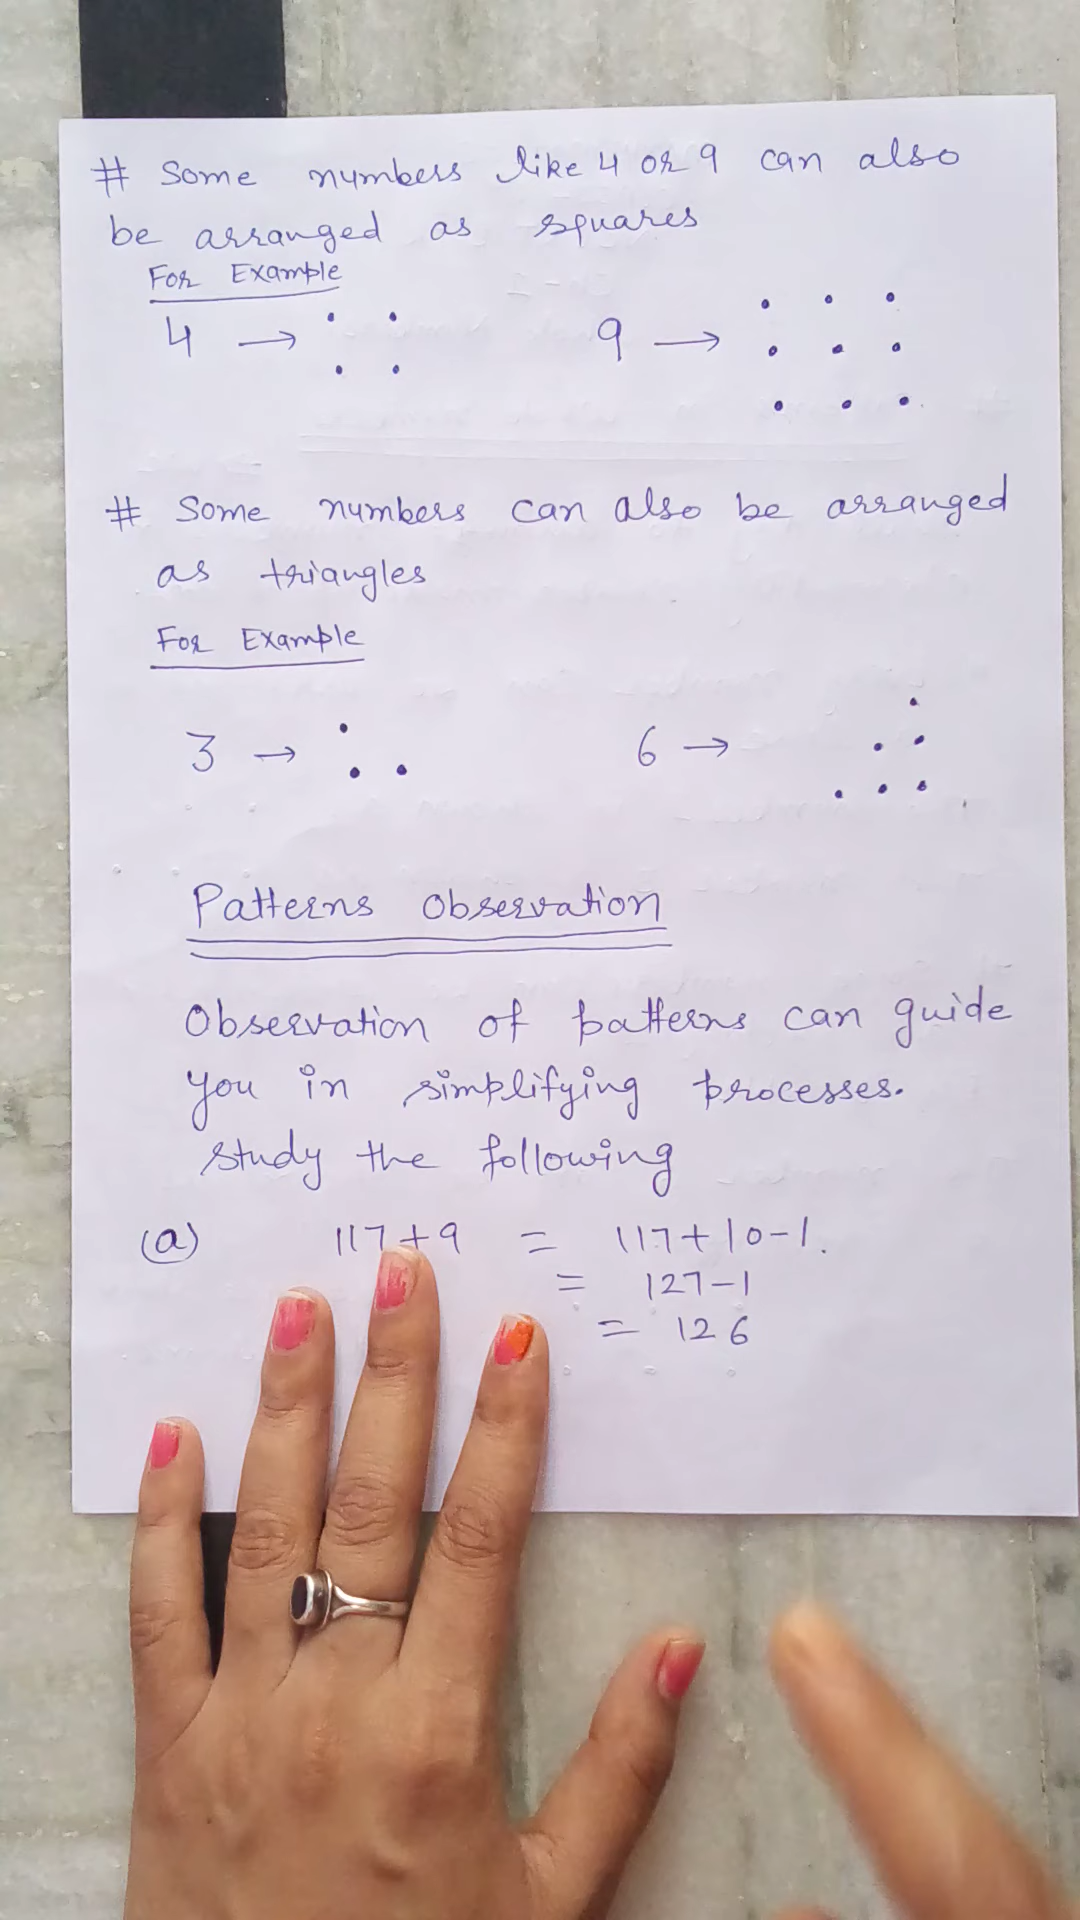 # Some numbers like 4 or 9 can also
be arranged as squares
For Example
4 → 9 →
# Some numbers can also be arranged
as triangles
For Example
3 → 6 →
Patterns Observation
Observation of patterns can guide
you in simplifying processes.
Study the following
(a) 117+9 = 117+10-1.
= 127-1
= 126